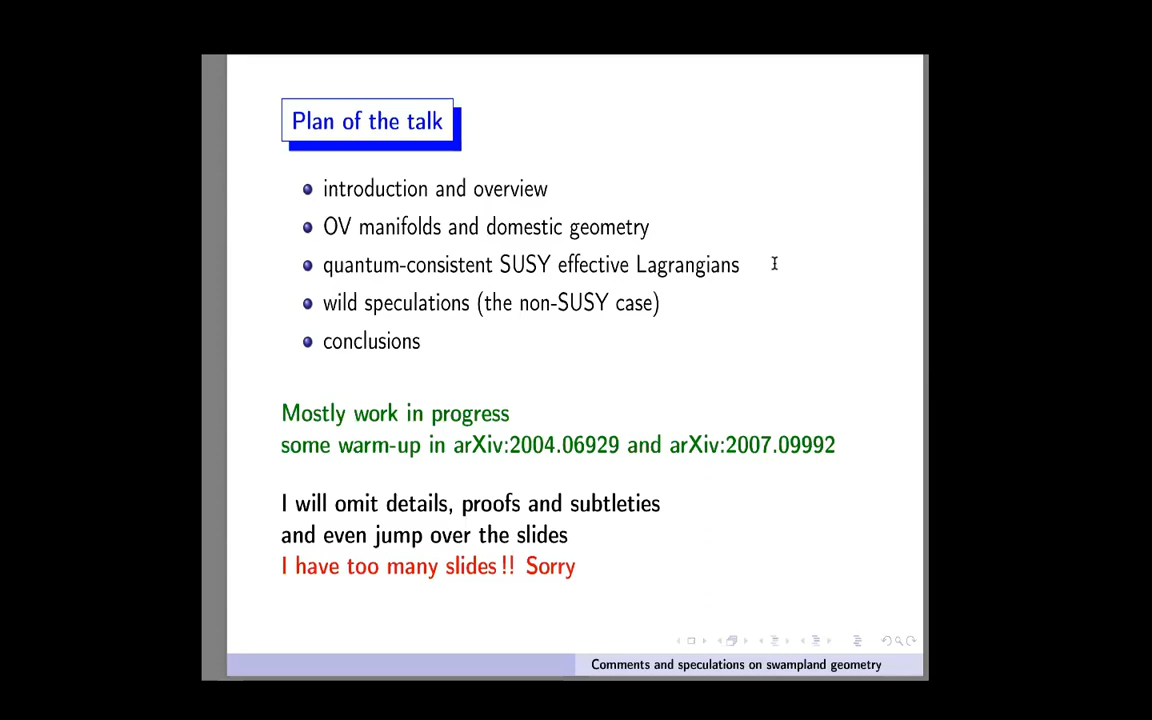 Plan of the talk
introduction and overview
OV manifolds and domestic geometry
quantum-consistent SUSY effective Lagrangians
wild speculations (the non-SUSY case)
conclusions
Mostly work in progress
some warm-up in arXiv:2004.06929 and arXiv:2007.09992
I will omit details, proofs and subtleties
and even jump over the slides
I have too many slides!! Sorry
Comments and speculations on swampland geometry